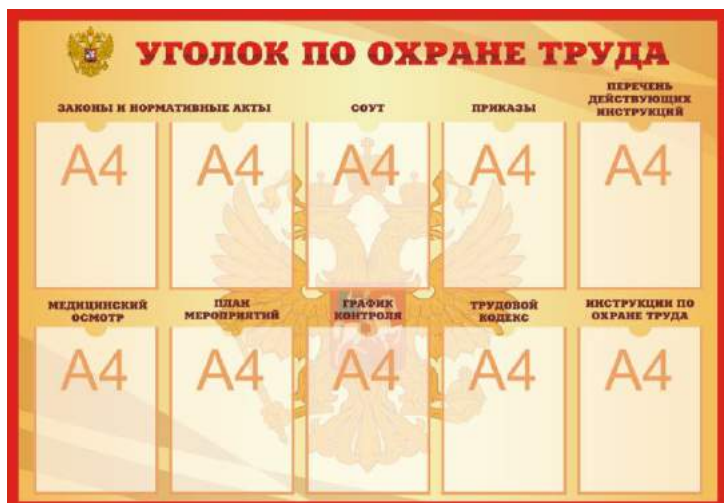 УГОЛОК ПО ОХРАНЕ ТРУДА
ЗАКОНЫ И НОРМАТИВНЫЕ АКТЫ
СОУТ
ПРИКАЗЫ
ПЕРЕЧЕНЬ
ДЕЙСТВУЮЩИХ
ИНСТРУКЦИЙ
А4
А4
А4
А4
А4
МЕДИЦИНСКИЙ
ОСМОТР
ПЛАН
МЕРОПРИЯТИЙ
ГРАФИК
КОНТРОЛЯ
ТРУДОВОЙ
КОДЕКС
ИНСТРУКЦИИ ПО
ОХРАНЕ ТРУДА
А4
А4
А4
А4
А4